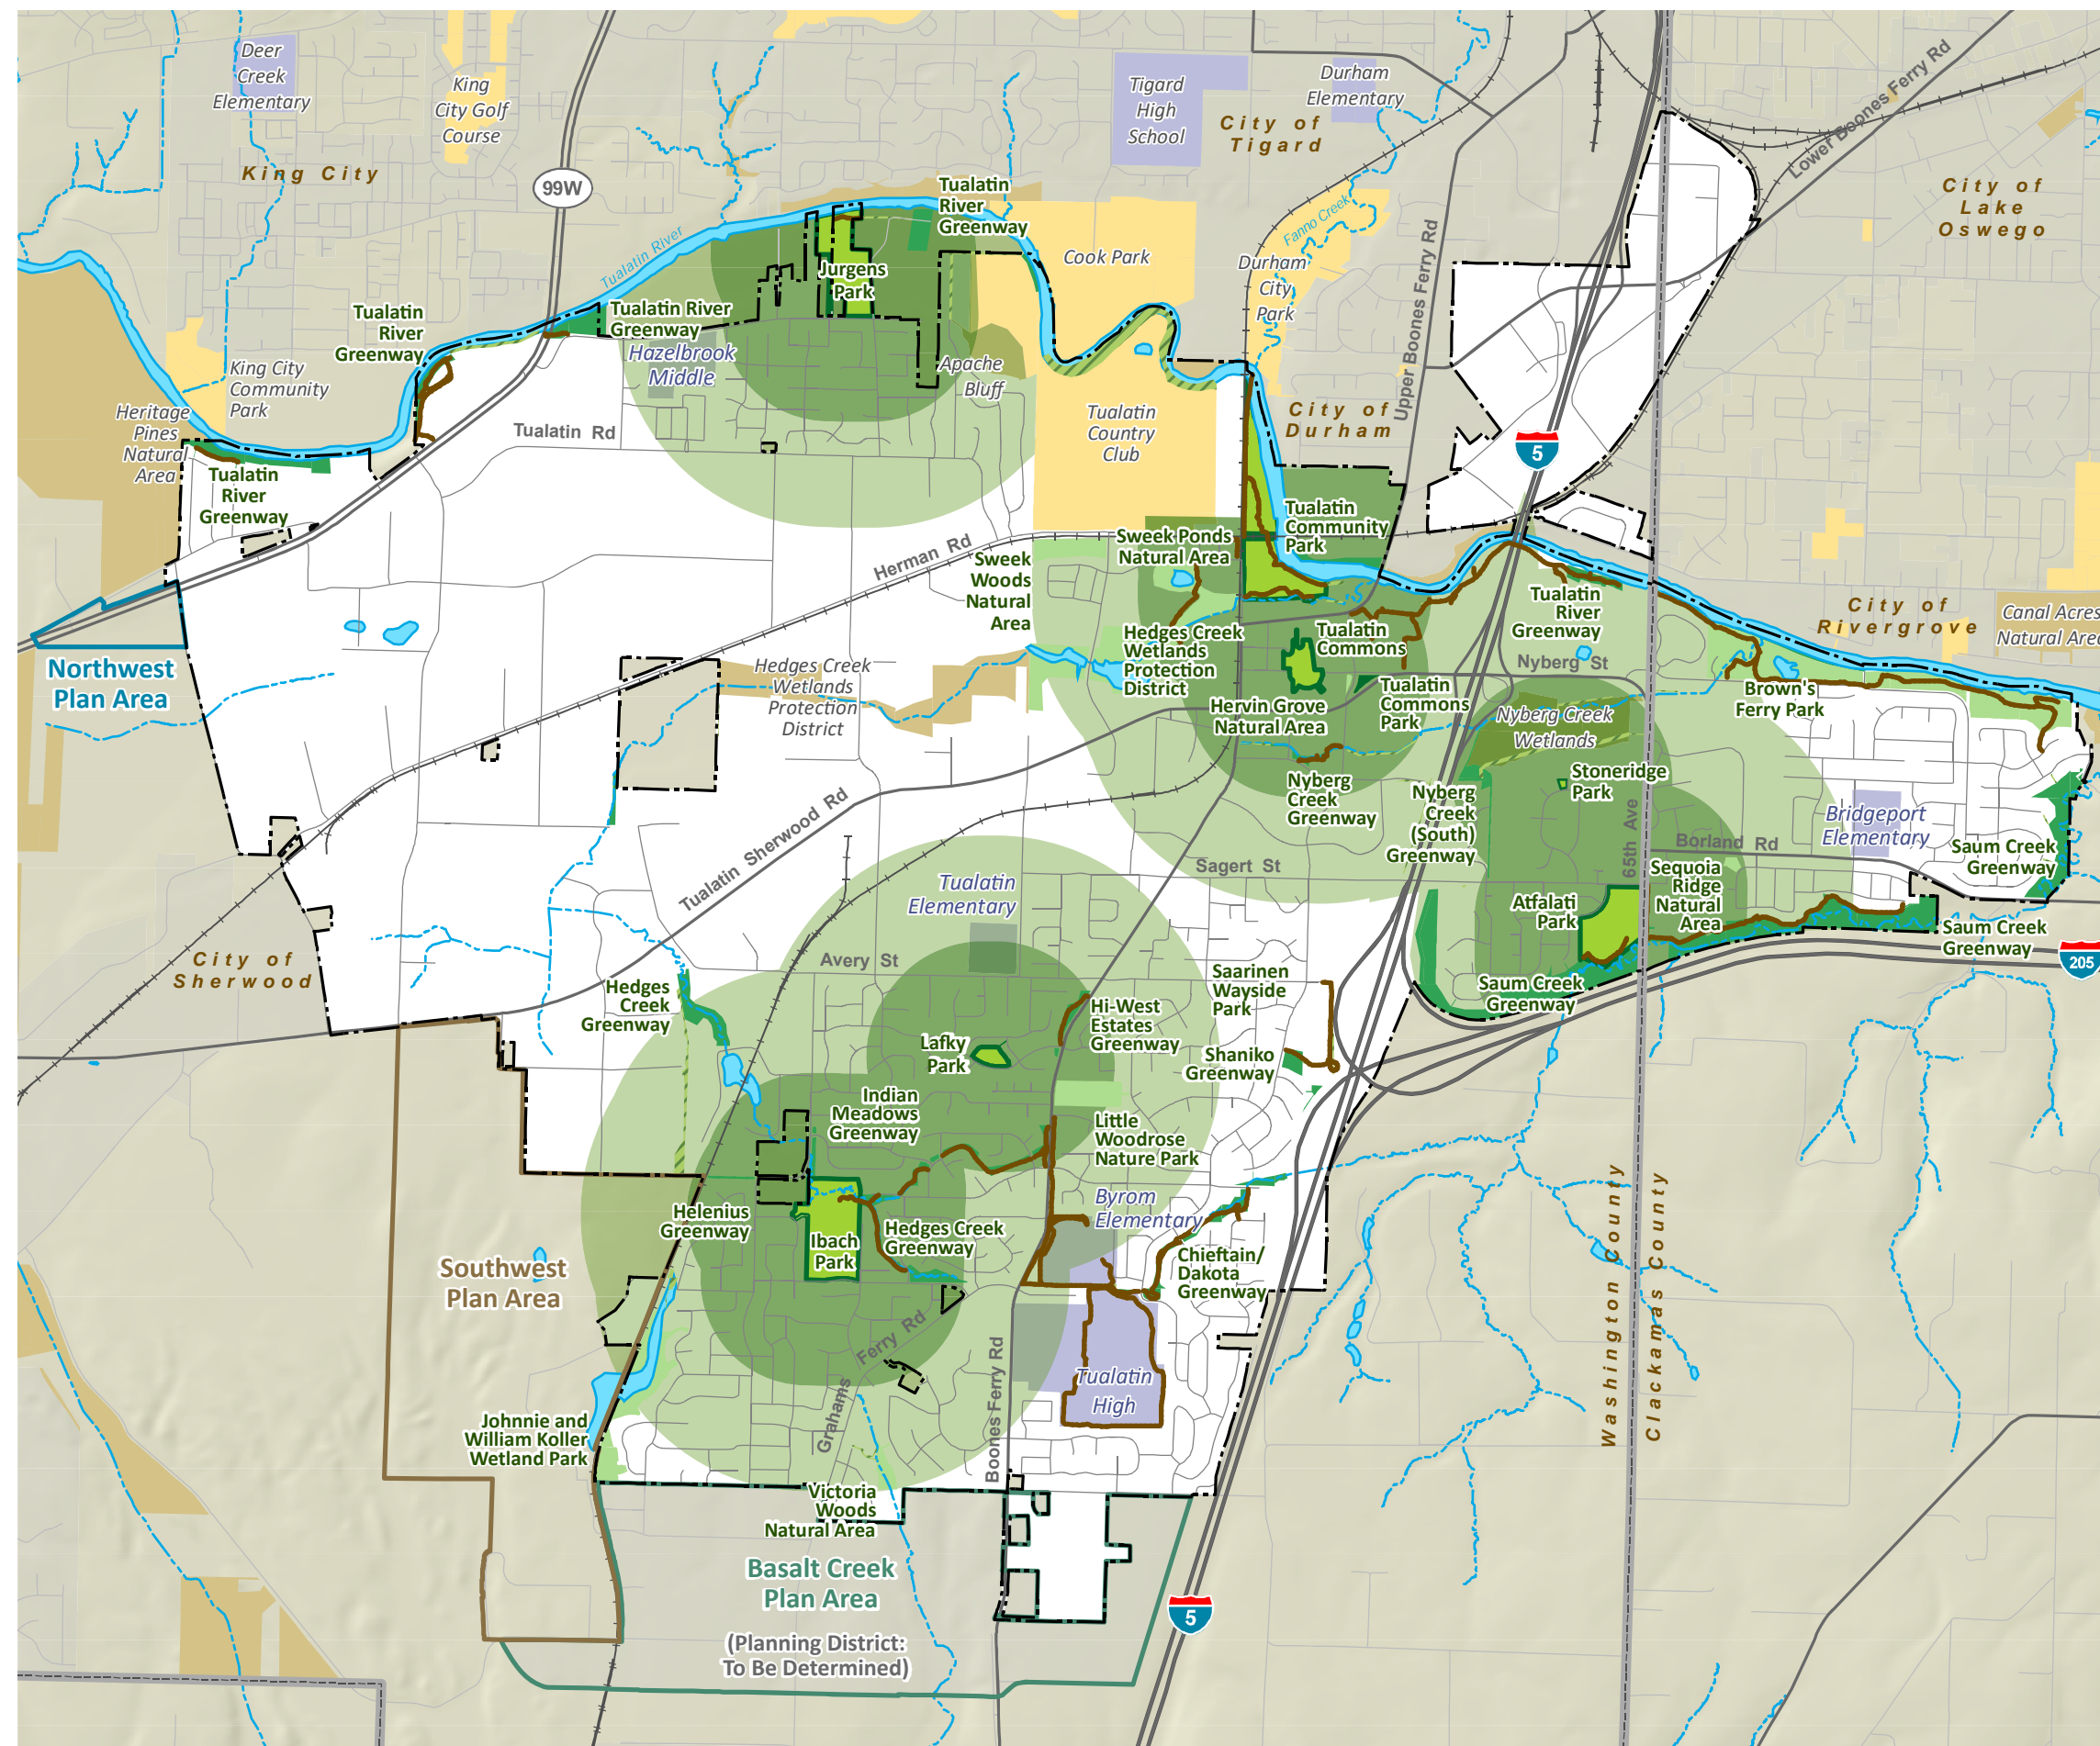 Deer
Creek
Elementary
King
City Golf
Course
King City
99W
Tigard
High
School
Durham
Elementary
City of
Tigard
Lower Boones Ferry Rd
City of
Lake
Oswego
Tualatin
River
Greenway
Tualatin River
Jurgens
Park
Cook Park
Fanno Creek
Durham
City
Park
Upper Boones Ferry Rd
Tualatin
River
Greenway
Tualatin River
Greenway
Hazelbrook
Middle
Apache
Bluff
King City
Community
Park
Heritage
Pines
Natural
Area
Tualatin
River
Greenway
Tualatin Rd
Tualatin
Country
Club
City of
Durham
5
Tualatin
Community
Park
Sweek Ponds
Natural Area
Herman Rd
Sweek
Woods
Natural
Area
Tualatin
River
Greenway
City of
Rivergrove
Canal Acres
Natural Area
Northwest
Plan Area
Hedges Creek
Wetlands
Protection
District
Hedges Creek
Wetlands
Protection
District
Tualatin
Commons
Nyberg St
Tualatin
Commons
Park
Hervin Grove
Natural Area
Nyberg Creek
Wetlands
Brown's
Ferry Park
Nyberg
Creek
Greenway
Nyberg
Creek
(South)
Greenway
Stoneridge
Park
65th Ave
Bridgeport
Elementary
Borland Rd
Saum Creek
Greenway
Tualatin Sherwood Rd
Sagert St
Tualatin
Elementary
Sequoia
Ridge
Natural
Area
Atfalati
Park
Saum Creek
Greenway
205
City of
Sherwood
Avery St
Hedges
Creek
Greenway
Saarinen
Wayside
Park
Saum Creek
Greenway
Hi-West
Estates
Greenway
Lafky
Park
Shaniko
Greenway
Indian
Meadows
Greenway
Little
Woodrose
Nature Park
Byrom
Elementary
Helenius
Greenway
Ibach
Park
Hedges Creek
Greenway
Chieftain/
Dakota
Greenway
Washington County
Clackamas County
Southwest
Plan Area
Grahams Ferry Rd
Boones Ferry Rd
Tualatin
High
Johnnie and
William Koller
Wetland Park
Victoria
Woods
Natural Area
Basalt Creek
Plan Area
(Planning District:
To Be Determined)
5